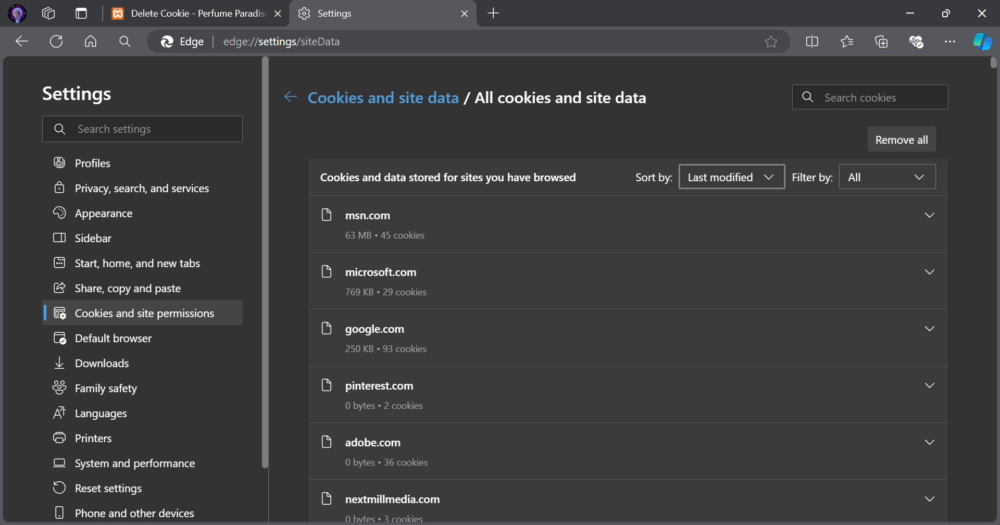 Delete Cookie - Perfume Paradise
Settings
Edge
edge://settings/siteData
Settings
Search settings
Profiles
Privacy, search, and services
Appearance
Sidebar
Start, home, and new tabs
Share, copy and paste
Cookies and site permissions
Default browser
Downloads
Family safety
Languages
Printers
System and performance
Reset settings
Phone and other devices
Cookies and site data / All cookies and site data
Search cookies
Remove all
Cookies and data stored for sites you have browsed
Sort by: Last modified Filter by: All
msn.com
63 MB • 45 cookies
microsoft.com
769 KB • 29 cookies
google.com
250 KB • 93 cookies
pinterest.com
0 bytes • 2 cookies
adobe.com
0 bytes • 36 cookies
nextmillmedia.com
0 bytes • 3 cookies